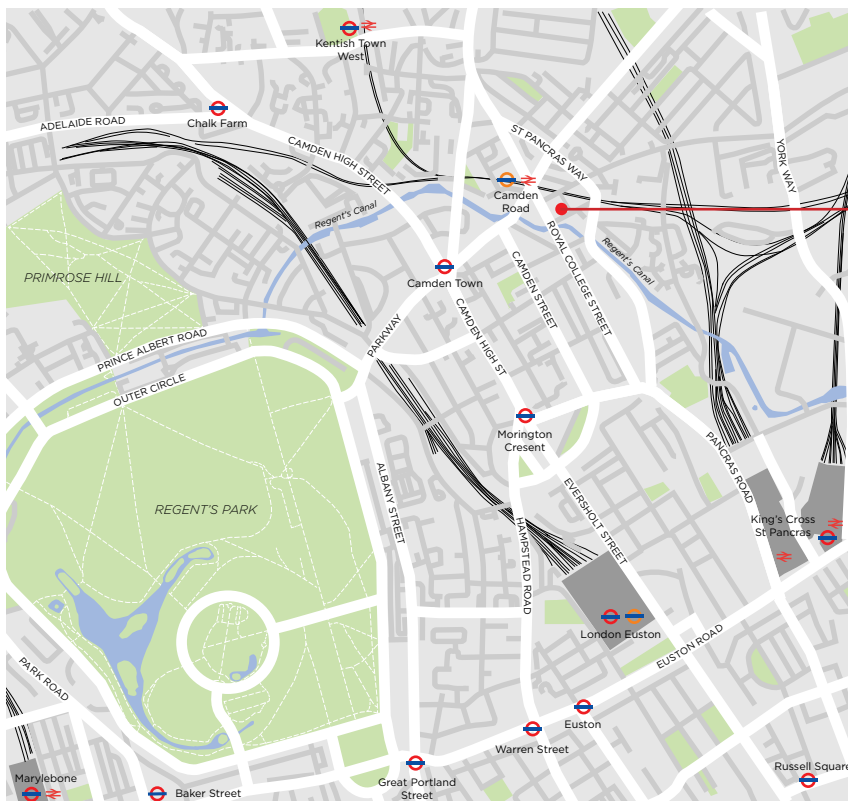 Kentish Town
West
Chalk Farm
ADELAIDE ROAD
CAMDEN HIGH STREET
ST PANCRAS WAY
YORK WAY
Camden
Road
Regent's Canal
ROYAL COLLEGE STREET
Regent's Canal
PRIMROSE HILL
Camden Town
CAMDEN STREET
CAMDEN HIGH ST
PARKWAY
PRINCE ALBERT ROAD
OUTER CIRCLE
Morington
Cresent
PANCRAS ROAD
ALBANY STREET
EVERSHOLT STREET
REGENT'S PARK
HAMPSTEAD ROAD
King's Cross
St Pancras
London Euston
EUSTON ROAD
PARK ROAD
Euston
Warren Street
Russell Square
Marylebone
Baker Street
Great Portland
Street